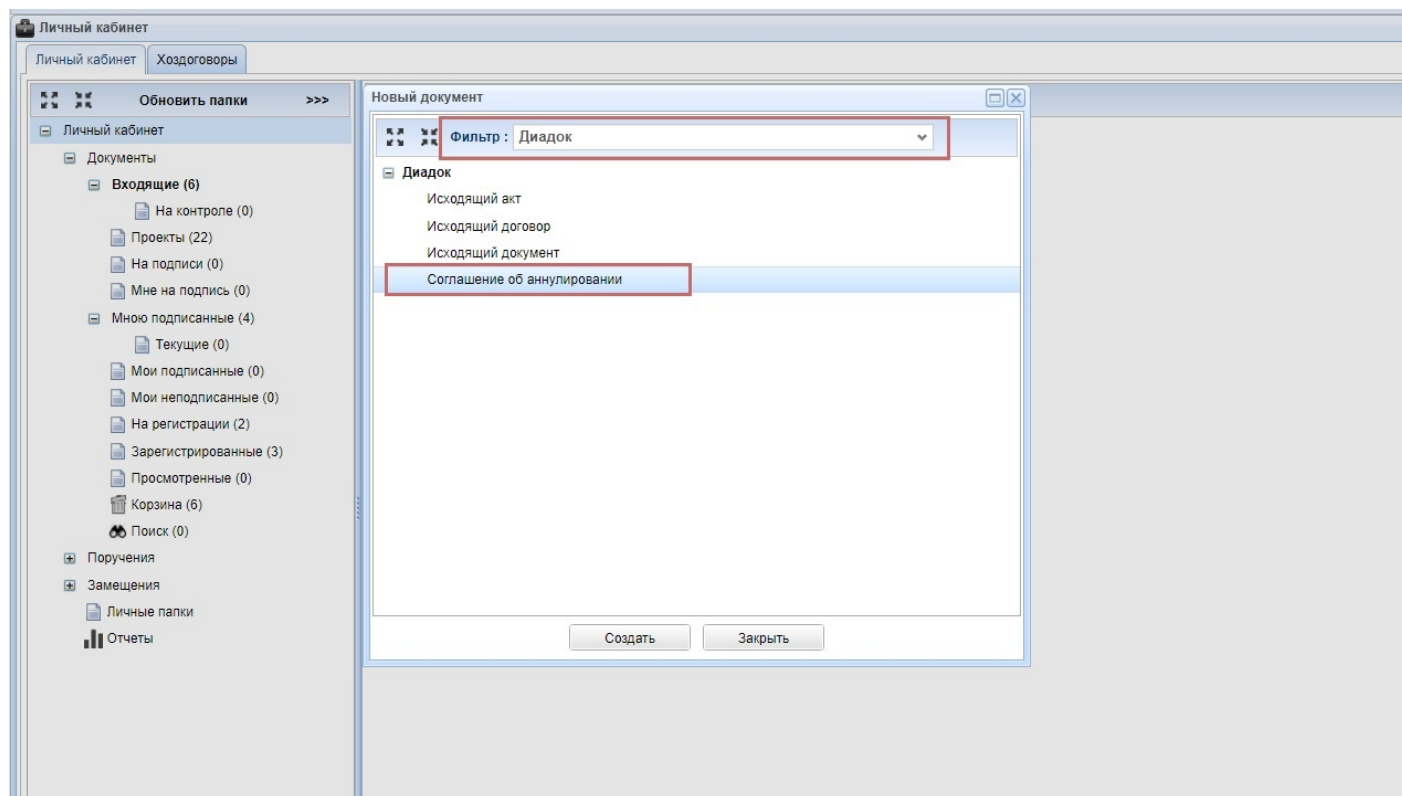 Личный кабинет
Личный кабинет
Хоздоговоры
Обновить папки >>>
Личный кабинет
Документы
Входящие (6)
На контроле (0)
Проекты (22)
На подписи (0)
Мне на подпись (0)
Мною подписанные (4)
Текущие (0)
Мои подписанные (0)
Мои неподписанные (0)
На регистрации (2)
Зарегистрированные (3)
Просмотренные (0)
Корзина (6)
Поиск (0)
Поручения
Замещения
Личные папки
Отчеты
Новый документ
Фильтр : Диадок
Диадок
Исходящий акт
Исходящий договор
Исходящий документ
Соглашение об аннулировании
Создать
Закрыть